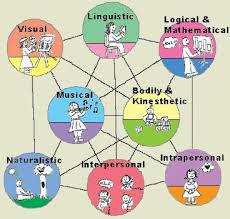 Linguistic
Visual
Logical &
Mathematical
Musical
Bodily &
Kinesthetic
Naturalistic
Interpersonal
Intrapersonal